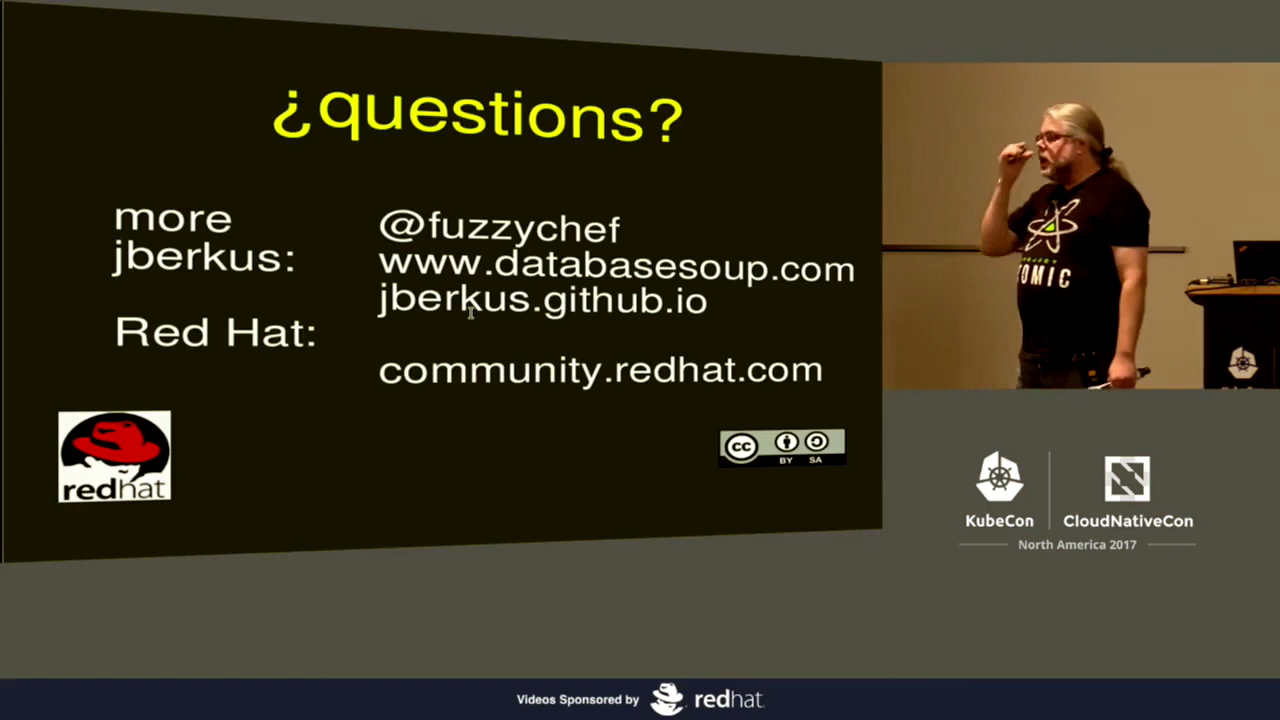 ¿questions?
more
jberkus:
@fuzzychef
www.databasesoup.com
jberkus.github.io
Red Hat:
community.redhat.com
redhat
cc
BY SA
OMIC
KubeCon
CloudNativeCon
North America 2017
Videos Sponsored by redhat